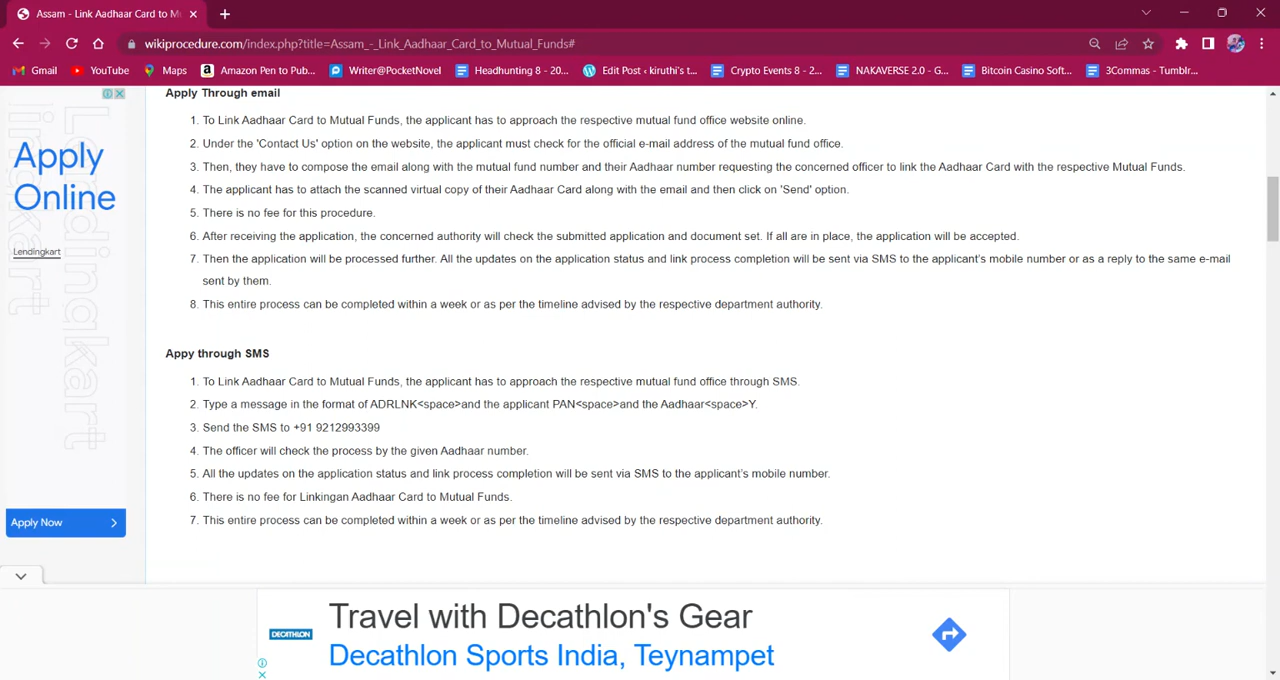 Assam - Link Aadhaar Card to Mu
wikiprocedure.com/index.php?title=Assam_-_Link_Aadhaar_Card_to_Mutual_Funds#
Gmail YouTube Maps Amazon Pen to Pub... Writer@PocketNovel Headhunting 8 - 20... Edit Post ‹ kiruthi's t... Crypto Events 8 - 2... NAKAVERSE 2.0 - G... Bitcoin Casino Soft... 3Commas - Tumblr...
Apply
Online
Lendingkart
Lendingkart
lingkart
Apply Now
Apply Through email
1. To Link Aadhaar Card to Mutual Funds, the applicant has to approach the respective mutual fund office website online.
2. Under the 'Contact Us' option on the website, the applicant must check for the official e-mail address of the mutual fund office.
3. Then, they have to compose the email along with the mutual fund number and their Aadhaar number requesting the concerned officer to link the Aadhaar Card with the respective Mutual Funds.
4. The applicant has to attach the scanned virtual copy of their Aadhaar Card along with the email and then click on 'Send' option.
5. There is no fee for this procedure.
6. After receiving the application, the concerned authority will check the submitted application and document set. If all are in place, the application will be accepted.
7. Then the application will be processed further. All the updates on the application status and link process completion will be sent via SMS to the applicant's mobile number or as a reply to the same e-mail
sent by them.
8. This entire process can be completed within a week or as per the timeline advised by the respective department authority.
Appy through SMS
1. To Link Aadhaar Card to Mutual Funds, the applicant has to approach the respective mutual fund office through SMS.
2. Type a message in the format of ADRLNK<space>and the applicant PAN<space>and the Aadhaar<space>Y.
3. Send the SMS to +91 9212993399
4. The officer will check the process by the given Aadhaar number.
5. All the updates on the application status and link process completion will be sent via SMS to the applicant's mobile number.
6. There is no fee for Linkingan Aadhaar Card to Mutual Funds.
7. This entire process can be completed within a week or as per the timeline advised by the respective department authority.
DECATHLON
Travel with Decathlon's Gear
Decathlon Sports India, Teynampet